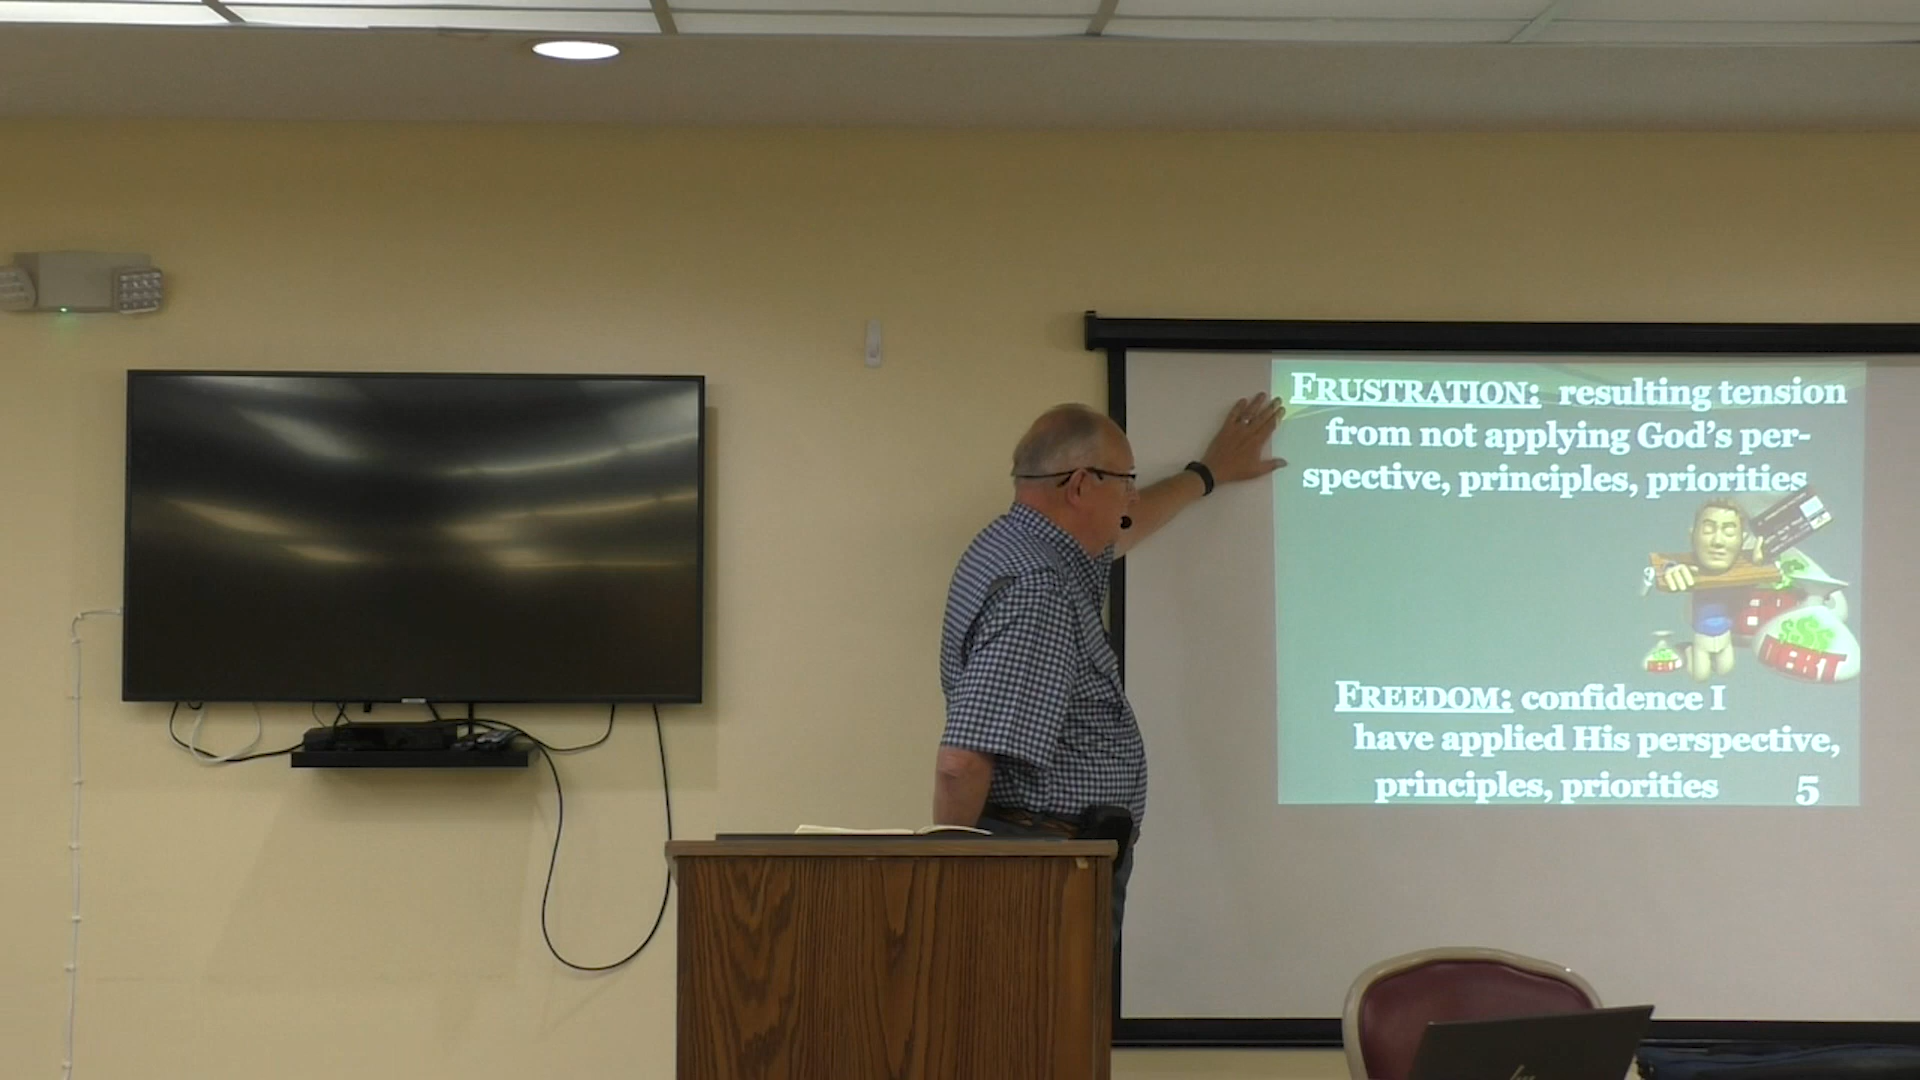 FRUSTRATION: resulting tension
from not applying God's per-
spective, principles, priorities
DEBT
FREEDOM: confidence I
have applied His perspective,
principles, priorities 5